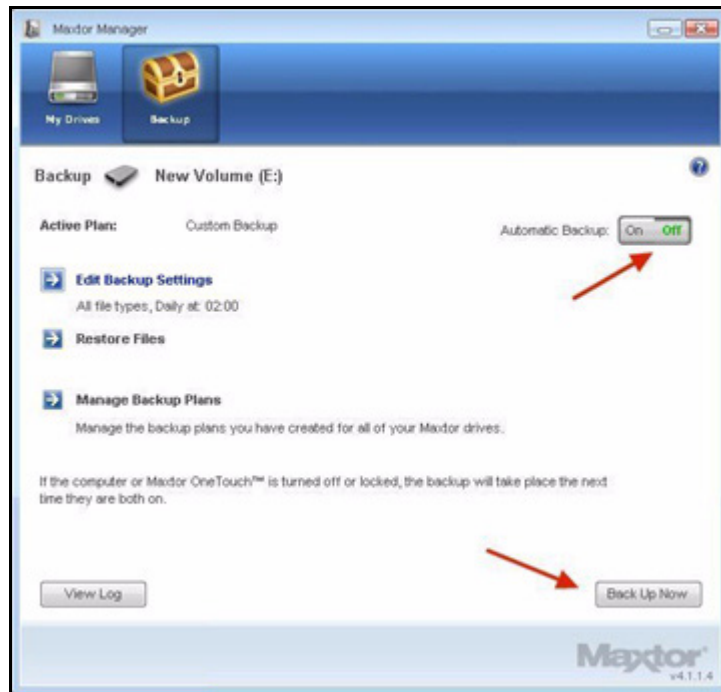 Maxtor Manager
My Drives
Backup
Backup New Volume (E:)
Active Plan: Custom Backup
Automatic Backup: On Off
Edit Backup Settings
All file types, Daily at: 02:00
Restore Files
Manage Backup Plans
Manage the backup plans you have created for all of your Maxtor drives.
If the computer or Maxtor OneTouch™ is turned off or locked, the backup will take place the next
time they are both on.
View Log
Back Up Now
Maxtor
v4.1.1.4